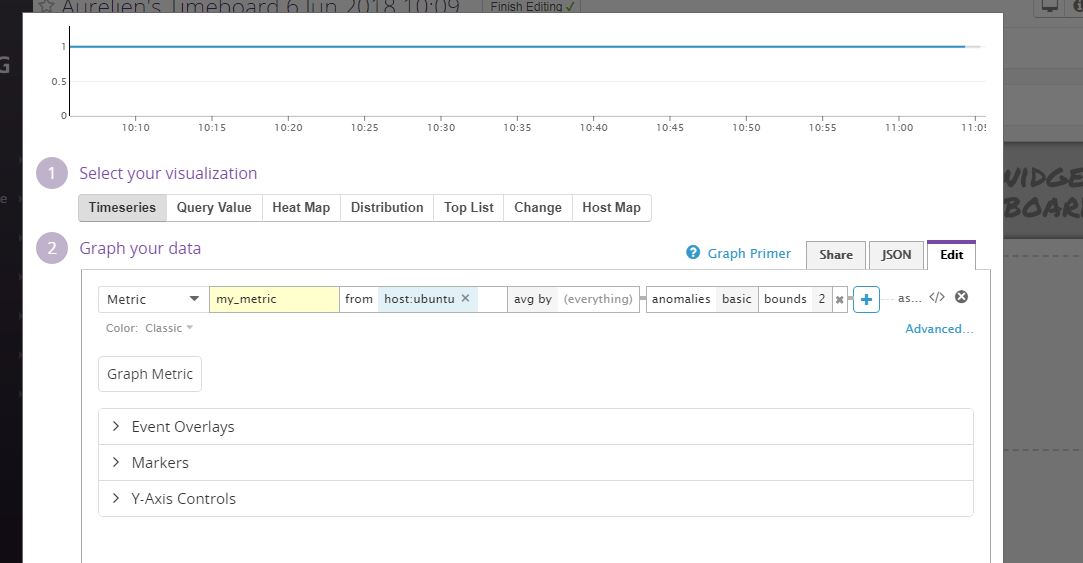 Aurelien's Timeboard 6 Jun 2018 10:09
Finish Editing ✓
1
0.5
0
10:10 10:15 10:20 10:25 10:30 10:35 10:40 10:45 10:50 10:55 11:00 11:05
1 Select your visualization
Timeseries Query Value Heat Map Distribution Top List Change Host Map
2 Graph your data
? Graph Primer Share JSON Edit
Metric my_metric from host:ubuntu × avg by (everything) anomalies basic bounds 2 × + as... </> ×
Color: Classic Advanced...
Graph Metric
> Event Overlays
> Markers
> Y-Axis Controls